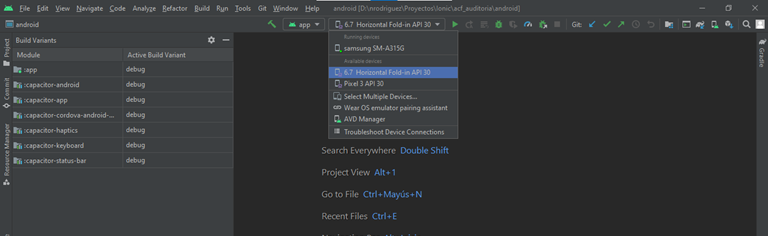 File Edit View Navigate Code Analyze Refactor Build Run Tools Git Window Help android [D:\nrodriguez\Proyectos\Ionic\acf_auditoria\android]
android
app
6.7 Horizontal Fold-in API 30
Git:
Project
Commit
Resource Manager
Gradle
Build Variants
Module Active Build Variant
:app debug
:capacitor-android debug
:capacitor-app debug
:capacitor-cordova-android-... debug
:capacitor-haptics debug
:capacitor-keyboard debug
:capacitor-status-bar debug
Running devices
samsung SM-A315G
Available devices
6.7 Horizontal Fold-in API 30
Pixel 3 API 30
Select Multiple Devices...
Wear OS emulator pairing assistant
AVD Manager
Troubleshoot Device Connections
Search Everywhere Double Shift
Project View Alt+1
Go to File Ctrl+Mayús+N
Recent Files Ctrl+E